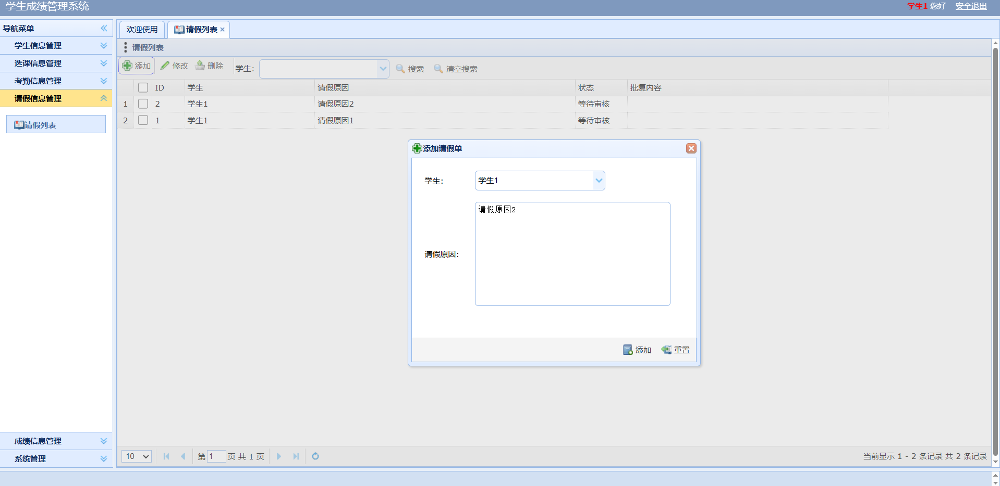 学生成绩管理系统
学生1 您好 安全退出
导航菜单
学生信息管理
选课信息管理
考勤信息管理
请假信息管理
请假列表
成绩信息管理
系统管理
欢迎使用 请假列表
请假列表
添加 修改 删除 学生: 搜索 清空搜索
ID 学生 请假原因 状态 批复内容
1 2 学生1 请假原因2 等待审核
2 1 学生1 请假原因1 等待审核
添加请假单
学生: 学生1
请假原因2
请假原因:
添加 重置
10 第 1 页 共 1 页 当前显示 1 - 2 条记录 共 2 条记录